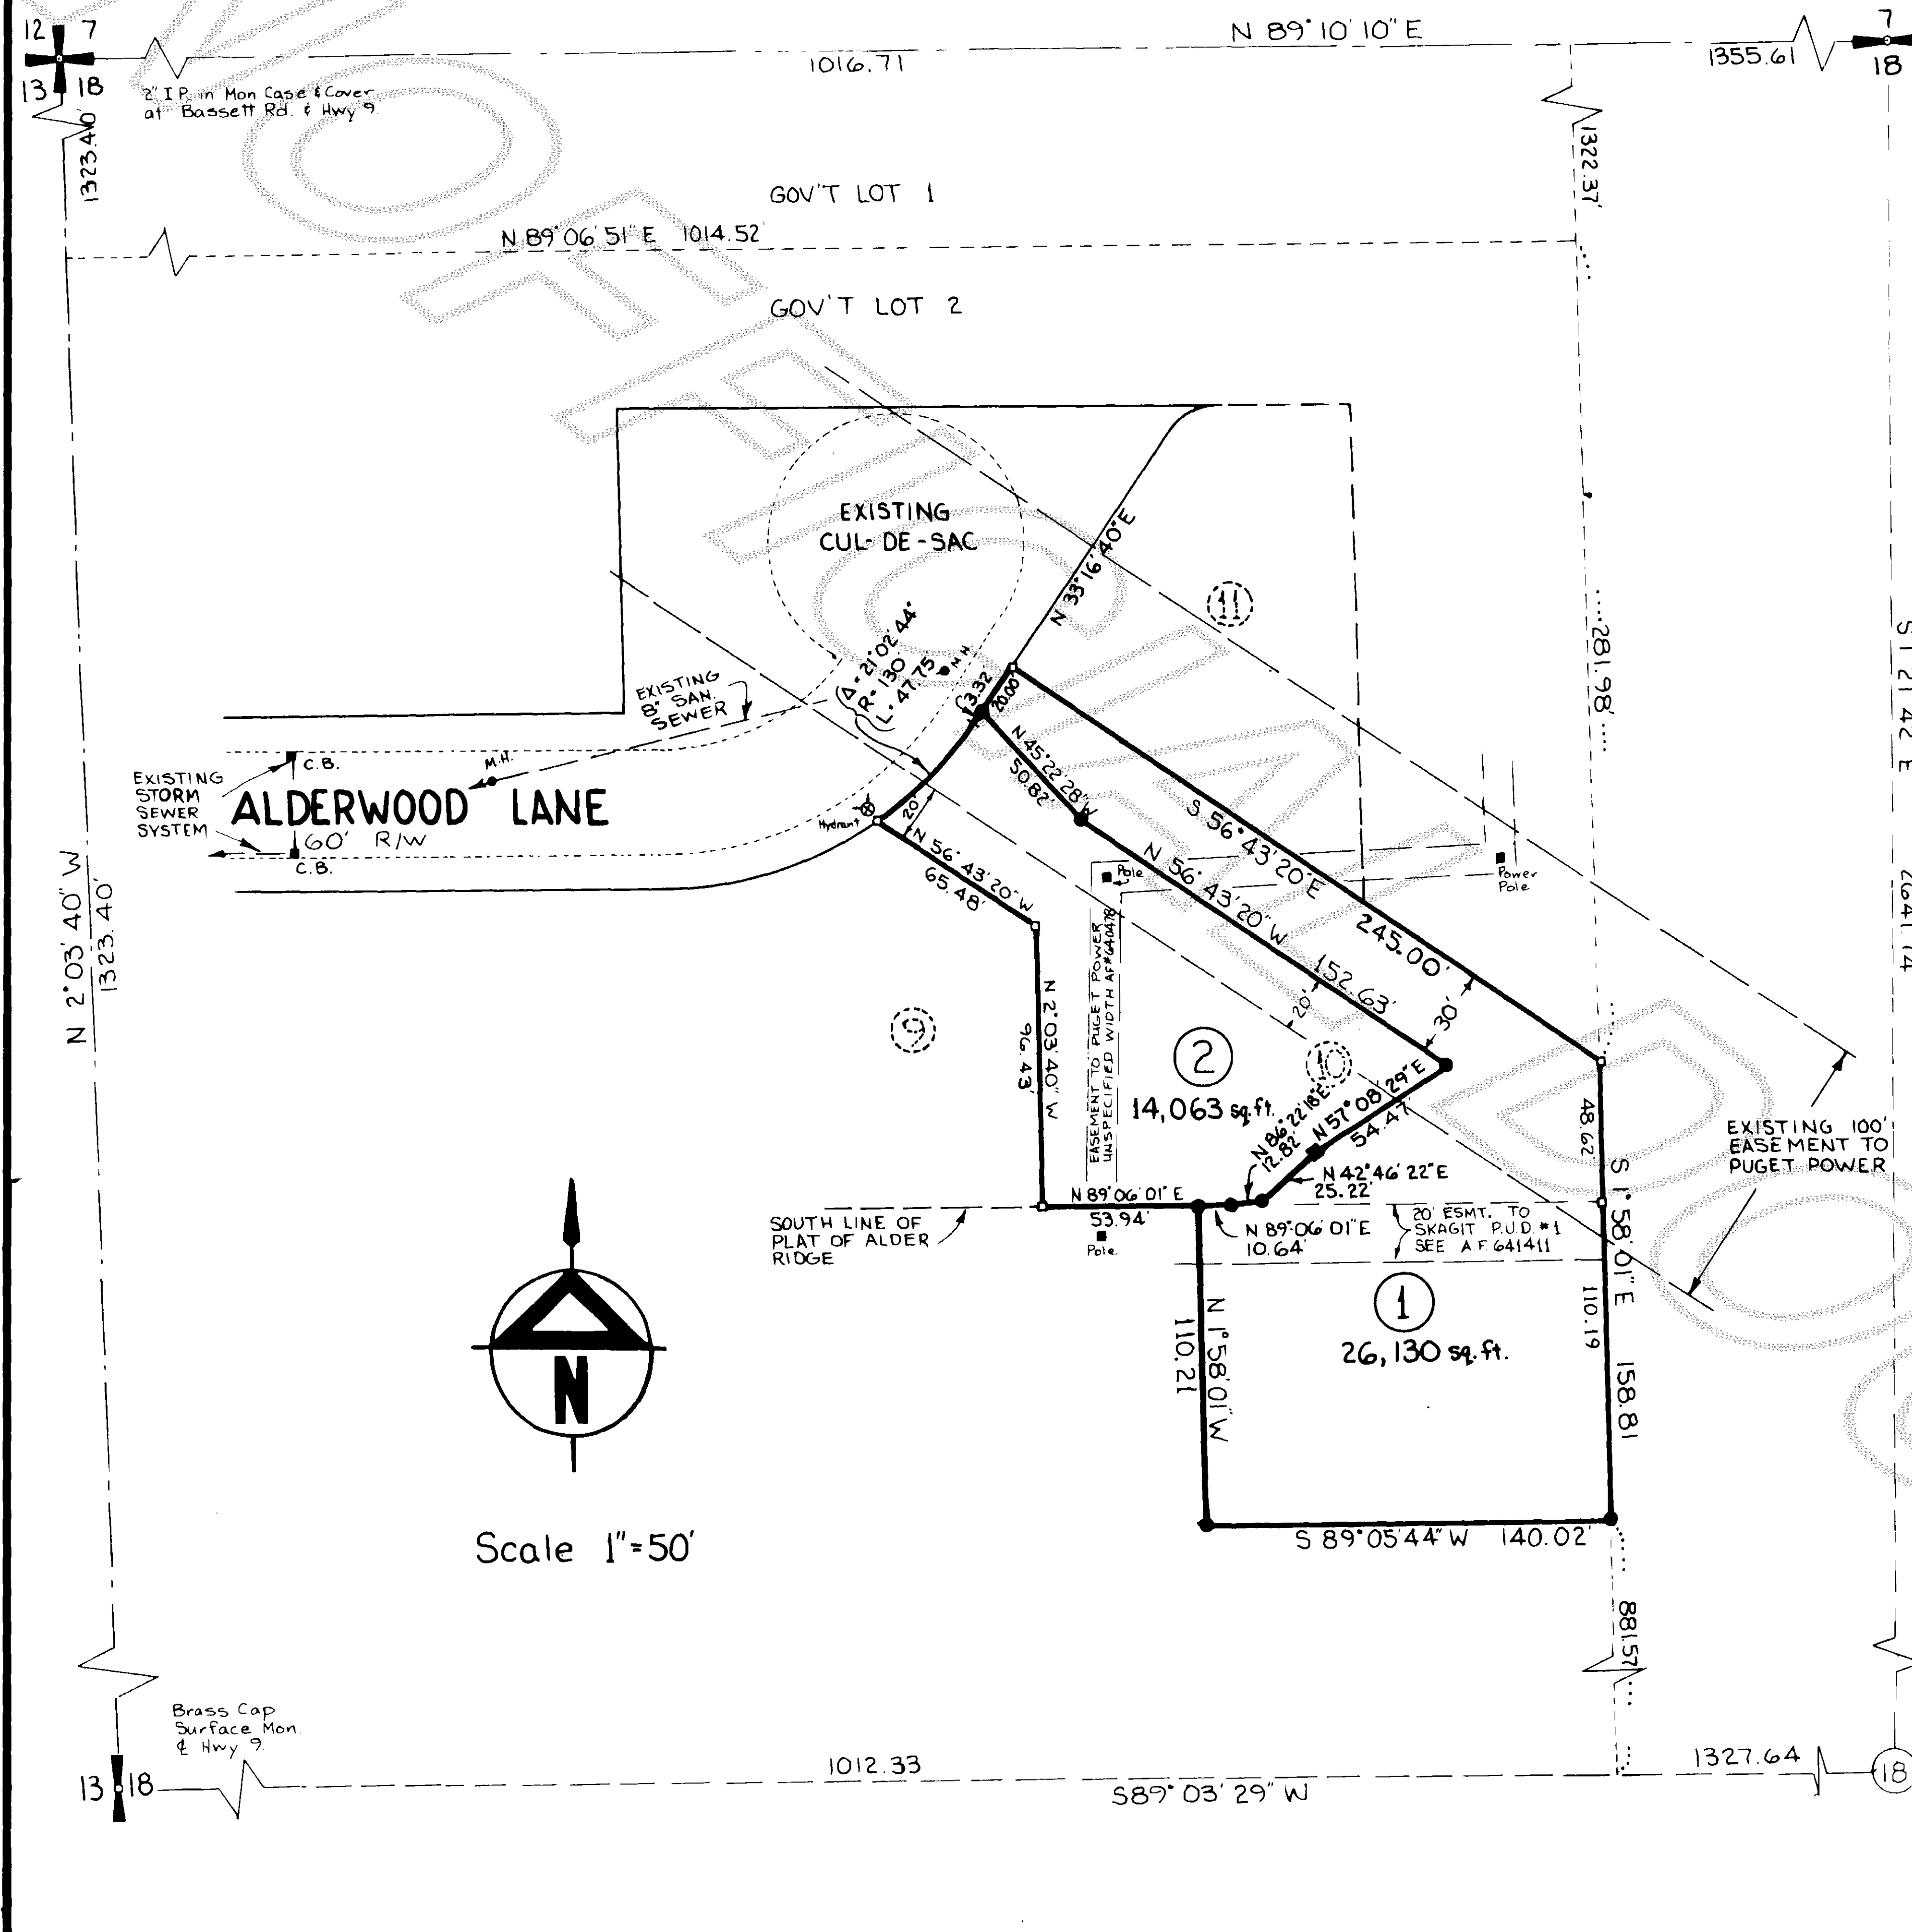 N 89° 10' 10" E
12 7
13 18
7
18
1016.71
1355.61
2" I.P. in Mon. Case & Cover
at Bassett Rd. & Hwy 9.
1323.40'
1322.37'
GOV'T LOT 1
N 89° 06' 51" E 1014.52'
GOV'T LOT 2
UNOFFICIAL DOC
EXISTING
CUL-DE-SAC
N 33° 16' 40" E
11
281.98'
S 1° 21' 42" E 2641.74
Δ= 21° 02' 44"
R= 130'
L= 47.75'
M.H.
3.32
20.00'
EXISTING
8" SAN.
SEWER
M.H.
C.B.
EXISTING
STORM
SEWER
SYSTEM
ALDERWOOD LANE
60' R/W
C.B.
Hydrant
20'
N 45° 22' 28" W
50.82'
S 56° 43' 20" E
245.00'
N 56° 43' 20" W
65.48'
N 56° 43' 20" W
152.63'
Pole
Power
Pole
20'
30'
N 2° 03' 40" W
1323.40'
EASEMENT TO PUGET POWER
UNSPECIFIED WIDTH AF#640478
N 2° 03' 40" W
96.43'
9
2
10
14,063 sq. ft.
N 86° 22' 18" E
12.82'
N 57° 08' 29" E
54.47'
48.62
EXISTING 100'
EASEMENT TO
PUGET POWER
N 42° 46' 22" E
25.22'
N 89° 06' 01" E
53.94'
Pole
N 89° 06' 01" E
10.64'
SOUTH LINE OF
PLAT OF ALDER
RIDGE
20' ESMT. TO
SKAGIT P.U.D. #1
SEE A.F. 641411
S 1° 58' 01" E 158.81
110.19
1
26,130 sq. ft.
N 1° 58' 01" W
110.21
N
Scale 1"=50'
S 89° 05' 44" W 140.02'
881.57
Brass Cap
Surface Mon.
₵ Hwy 9.
13 18
1012.33
1327.64
18
S 89° 03' 29" W